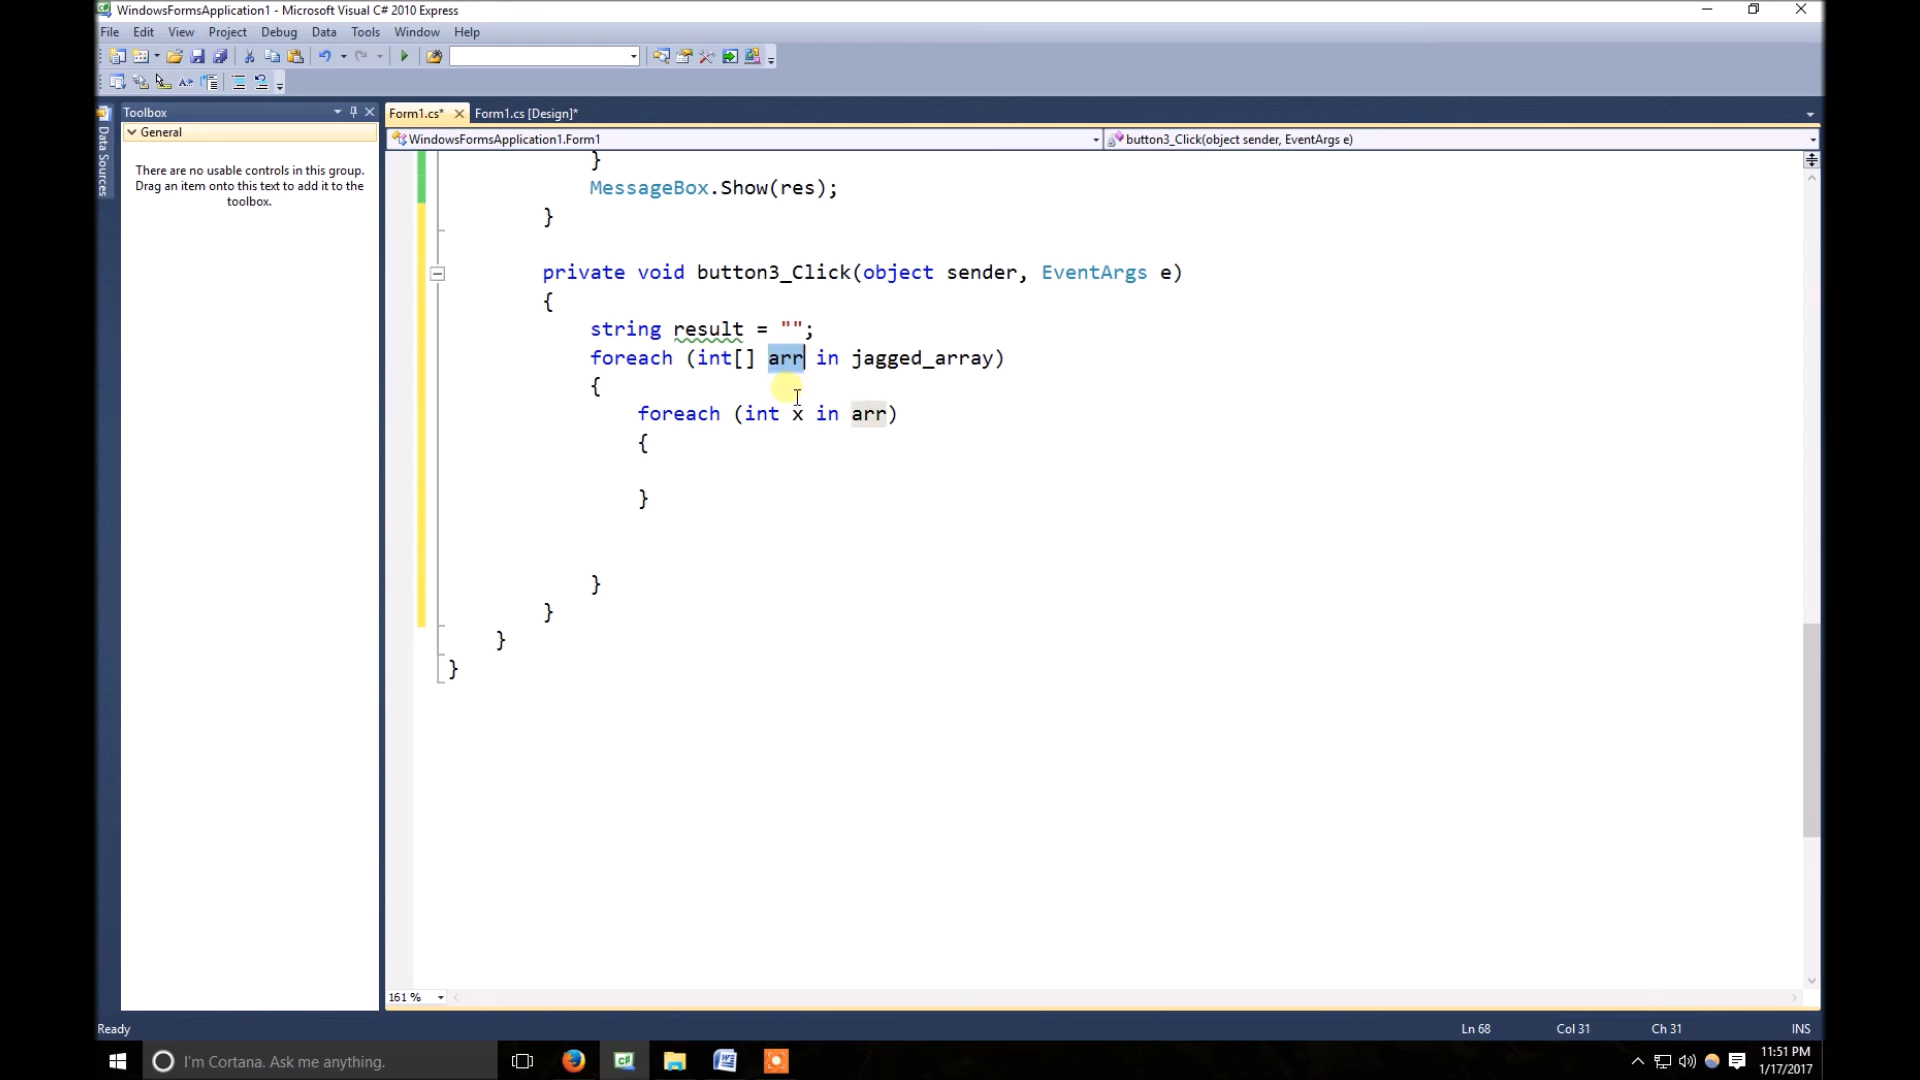 WindowsFormsApplication1 - Microsoft Visual C# 2010 Express
File Edit View Project Debug Data Tools Window Help
Data Sources
Toolbox
General
There are no usable controls in this group.
Drag an item onto this text to add it to the
toolbox.
Form1.cs* Form1.cs [Design]*
WindowsFormsApplication1.Form1 button3_Click(object sender, EventArgs e)
}
MessageBox.Show(res);
}
private void button3_Click(object sender, EventArgs e)
{
string result = "";
foreach (int[] arr in jagged_array)
{
foreach (int x in arr)
{
}
}
}
}
}
161 %
Ready Ln 68 Col 31 Ch 31 INS
I'm Cortana. Ask me anything.
11:51 PM
1/17/2017